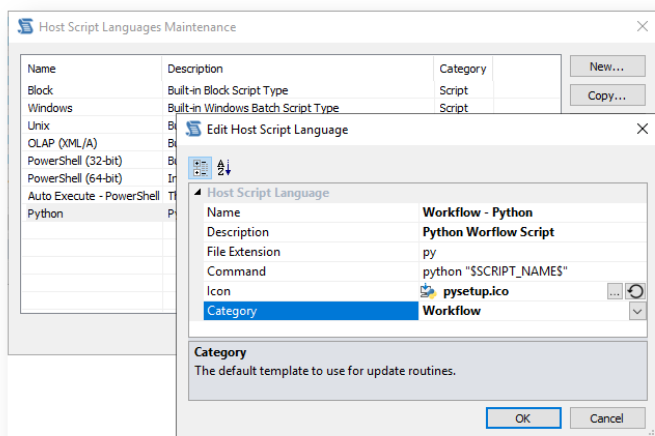 Host Script Languages Maintenance
Name Description Category
New...
Block Built-in Block Script Type Script
Copy...
Windows Built-in Windows Batch Script Type Script
Unix
OLAP (XML/A)
PowerShell (32-bit)
PowerShell (64-bit)
Auto Execute - PowerShell
Python
Edit Host Script Language
Host Script Language
Name Workflow - Python
Description Python Worflow Script
File Extension py
Command python "$SCRIPT_NAME$"
Icon pysetup.ico ...
Category Workflow
Category
The default template to use for update routines.
OK Cancel